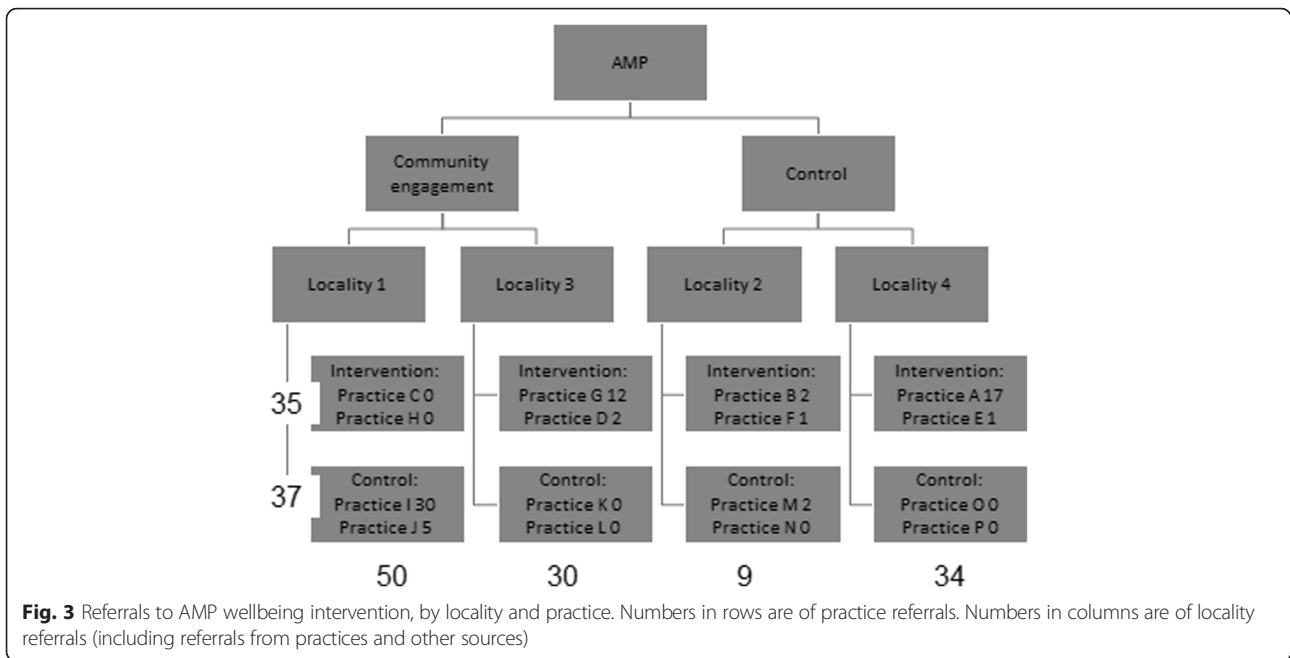 AMP
Community
engagement
Control
Locality 1
Locality 3
Locality 2
Locality 4
35
Intervention:
Practice C 0
Practice H 0
Intervention:
Practice G 12
Practice D 2
Intervention:
Practice B 2
Practice F 1
Intervention:
Practice A 17
Practice E 1
37
Control:
Practice I 30
Practice J 5
Control:
Practice K 0
Practice L 0
Control:
Practice M 2
Practice N 0
Control:
Practice O 0
Practice P 0
50
30
9
34
Fig. 3 Referrals to AMP wellbeing intervention, by locality and practice. Numbers in rows are of practice referrals. Numbers in columns are of locality
referrals (including referrals from practices and other sources)